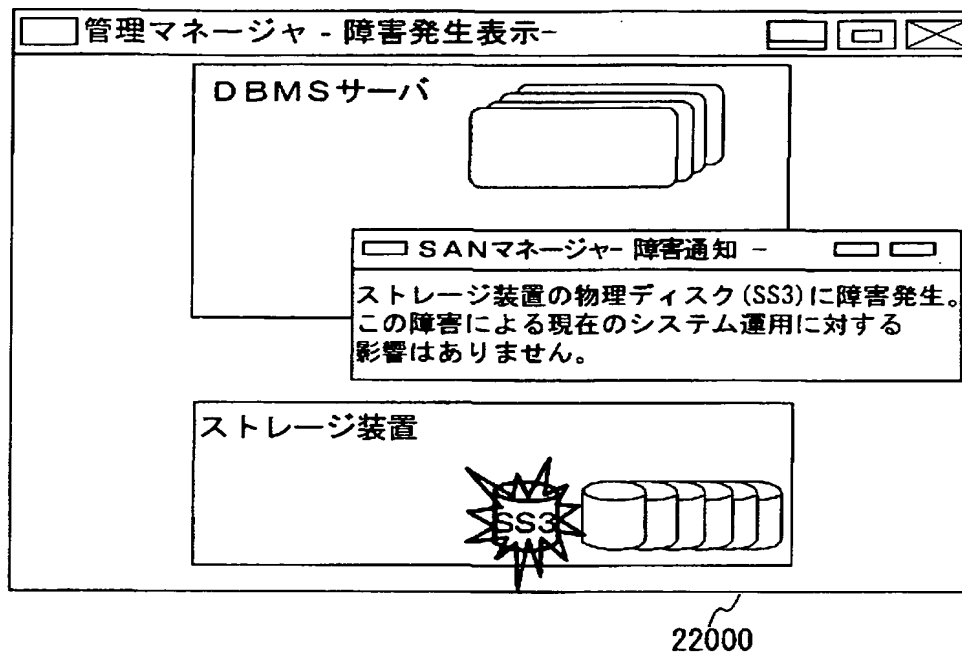 管理マネージャ - 障害発生表示-
DBMSサーバ
SANマネージャ- 障害通知 -
ストレージ装置の物理ディスク(SS3)に障害発生。
この障害による現在のシステム運用に対する
影響はありません。
ストレージ装置
SS3
22000